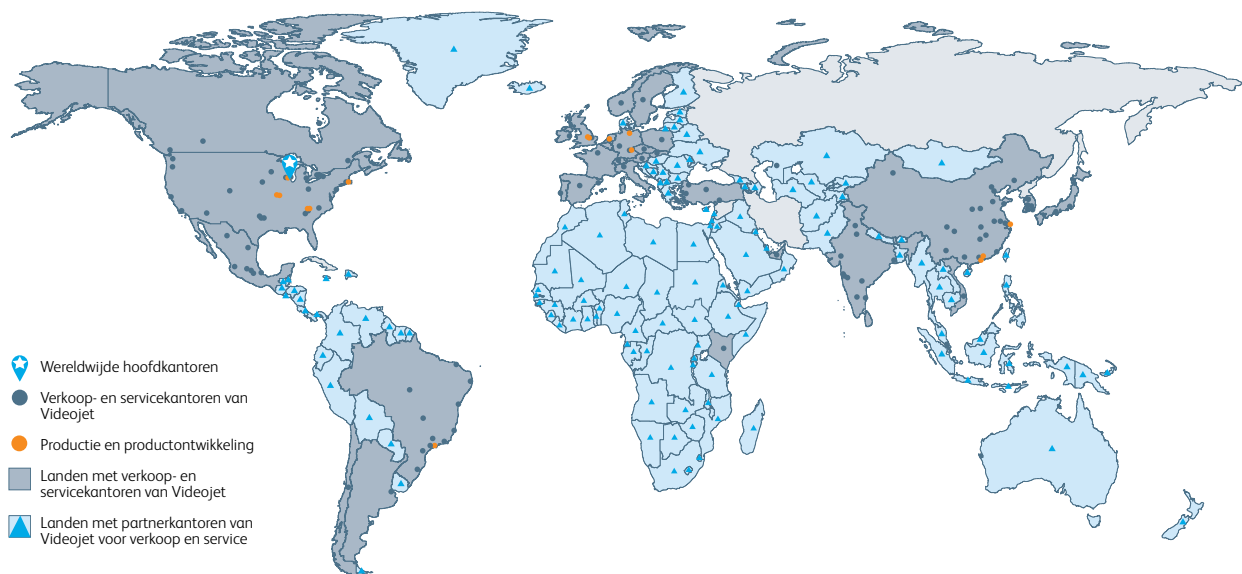 Wereldwijde hoofdkantoren
Verkoop- en servicekantoren van
Videojet
Productie en productontwikkeling
Landen met verkoop- en
servicekantoren van Videojet
Landen met partnerkantoren van
Videojet voor verkoop en service